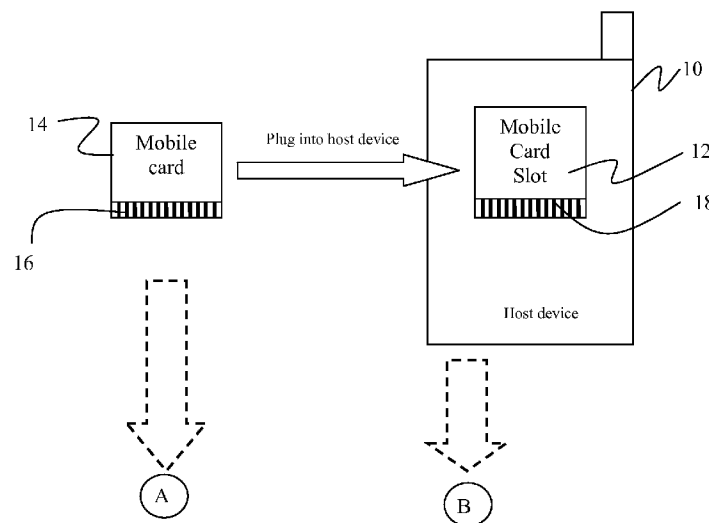 10
14
Mobile
card
Plug into host device
Mobile
Card
Slot
12
18
16
Host device
A
B